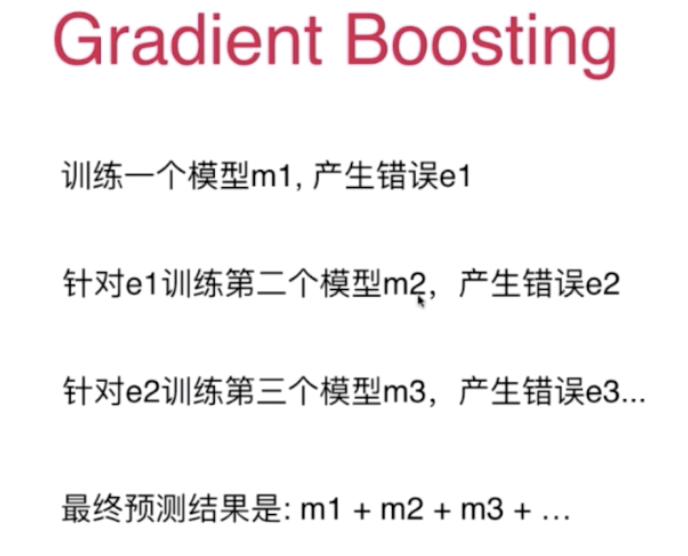 Gradient Boosting
训练一个模型m1, 产生错误e1
针对e1训练第二个模型m2，产生错误e2
针对e2训练第三个模型m3，产生错误e3...
最终预测结果是: m1 + m2 + m3 + …